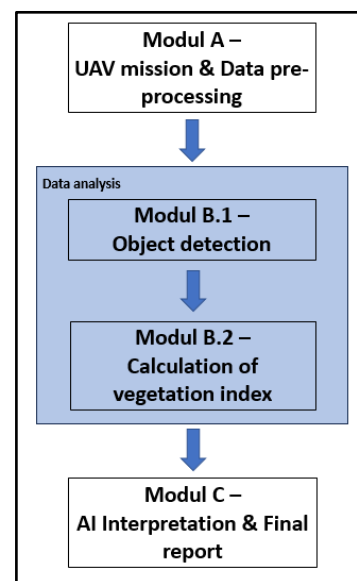 Modul A –
UAV mission & Data pre-
processing
Data analysis
Modul B.1 –
Object detection
Modul B.2 –
Calculation of
vegetation index
Modul C –
AI Interpretation & Final
report